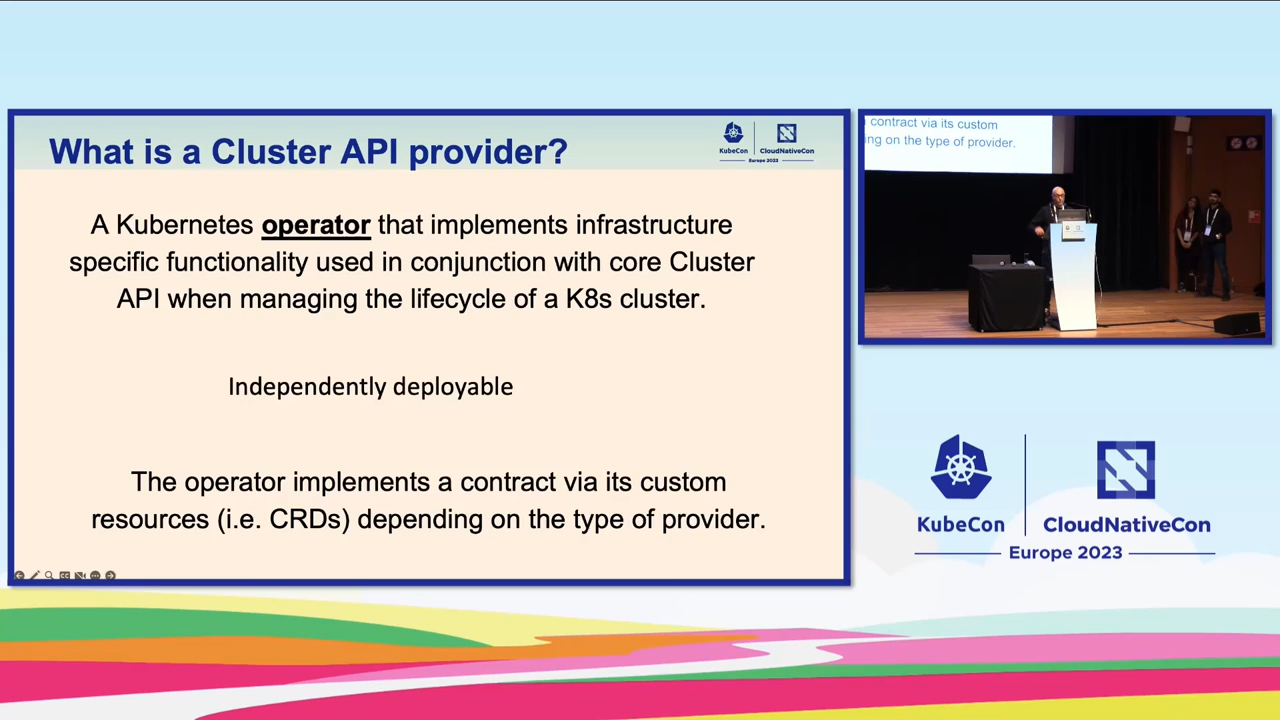 What is a Cluster API provider?
KubeCon
CloudNativeCon
Europe 2023
A Kubernetes operator that implements infrastructure
specific functionality used in conjunction with core Cluster
API when managing the lifecycle of a K8s cluster.
Independently deployable
The operator implements a contract via its custom
resources (i.e. CRDs) depending on the type of provider.
contract via its custom
ing on the type of provider.
KubeCon
CloudNativeCon
Europe 2023